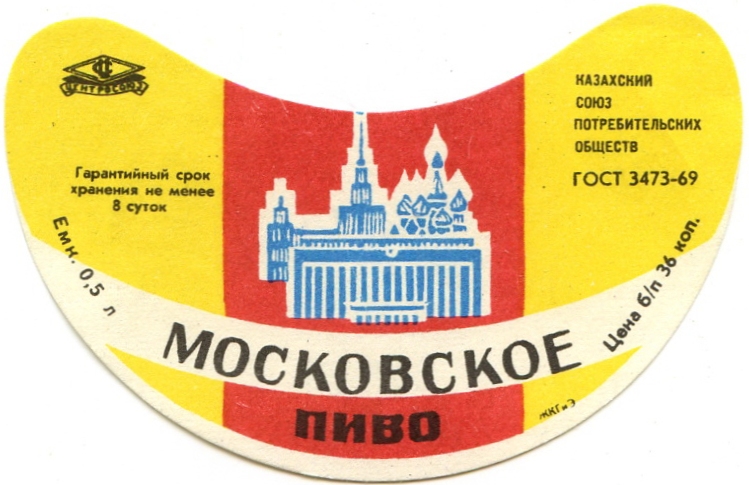 ЦЕНТРОСОЮЗ
Гарантийный срок
хранения не менее
8 суток
Емк. 0,5 л
КАЗАХСКИЙ
СОЮЗ
ПОТРЕБИТЕЛЬСКИХ
ОБЩЕСТВ
ГОСТ 3473-69
Цена б/п 36 коп.
МОСКОВСКОЕ
ПИВО
ЖКГиЭ